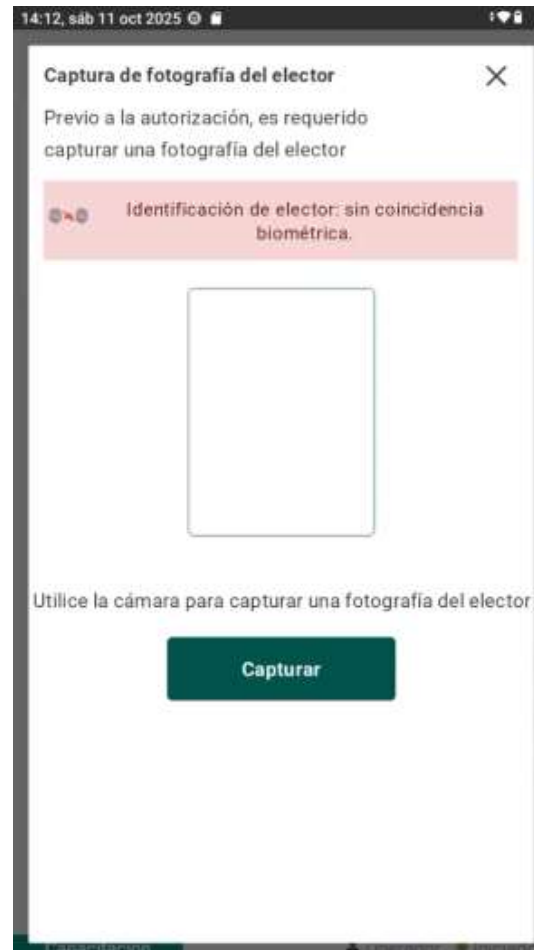 14:12, sáb 11 oct 2025
Captura de fotografía del elector
Previo a la autorización, es requerido
capturar una fotografía del elector
Identificación de elector: sin coincidencia
biométrica.
Utilice la cámara para capturar una fotografía del elector
Capturar
Capacitación